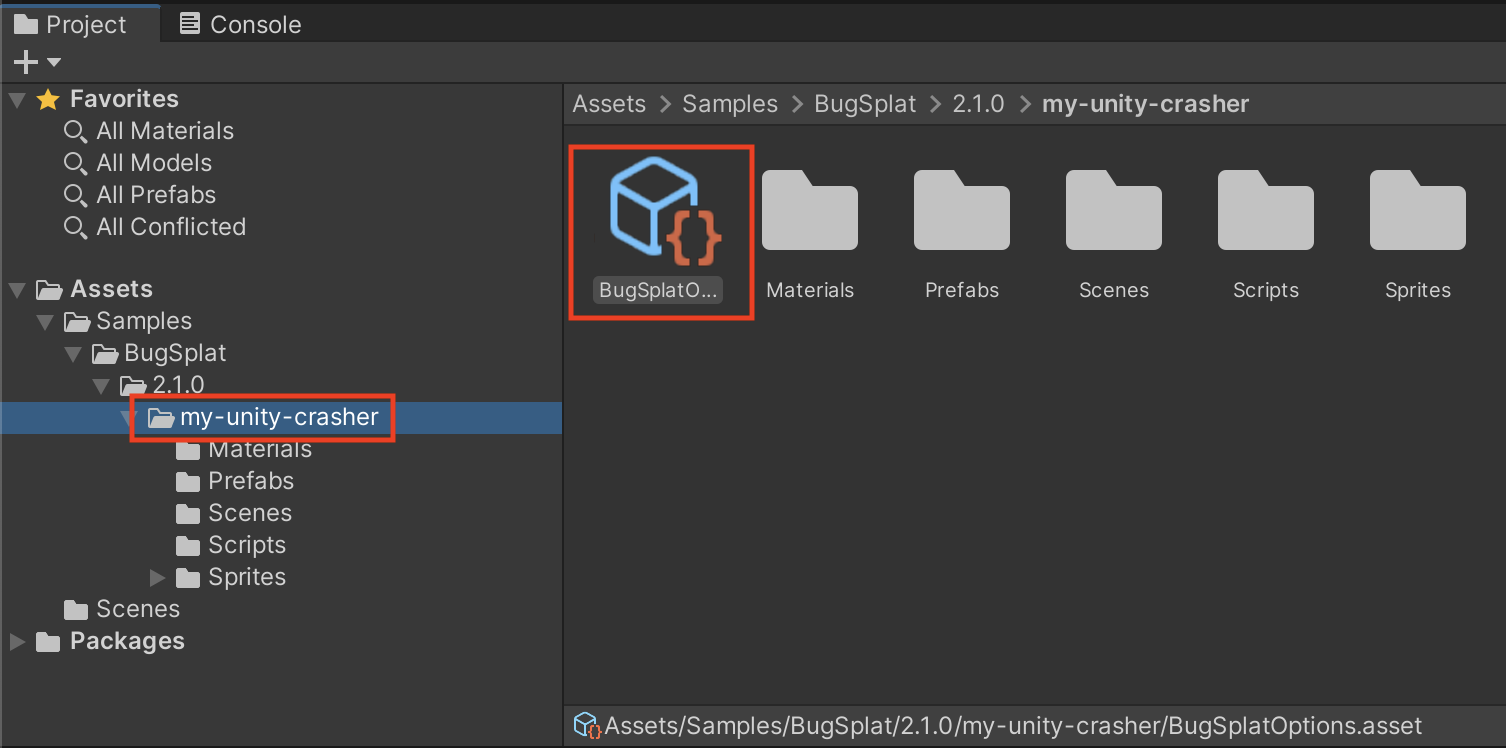 Project
Console
Favorites
All Materials
All Models
All Prefabs
All Conflicted
Assets
Samples
BugSplat
2.1.0
my-unity-crasher
Materials
Prefabs
Scenes
Scripts
Sprites
Scenes
Packages
Assets > Samples > BugSplat > 2.1.0 > my-unity-crasher
BugSplatO...
Materials
Prefabs
Scenes
Scripts
Sprites
Assets/Samples/BugSplat/2.1.0/my-unity-crasher/BugSplatOptions.asset